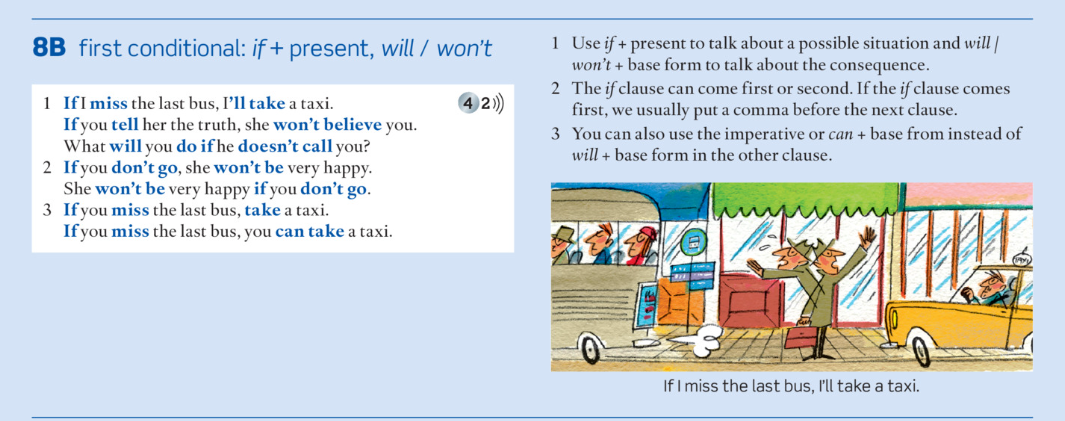 8B first conditional: if + present, will / won't
1 If I miss the last bus, I'll take a taxi.
4 2
If you tell her the truth, she won't believe you.
What will you do if he doesn't call you?
2 If you don't go, she won't be very happy.
She won't be very happy if you don't go.
3 If you miss the last bus, take a taxi.
If you miss the last bus, you can take a taxi.
1 Use if + present to talk about a possible situation and will /
won't + base form to talk about the consequence.
2 The if clause can come first or second. If the if clause comes
first, we usually put a comma before the next clause.
3 You can also use the imperative or can + base from instead of
will + base form in the other clause.
If I miss the last bus, I'll take a taxi.